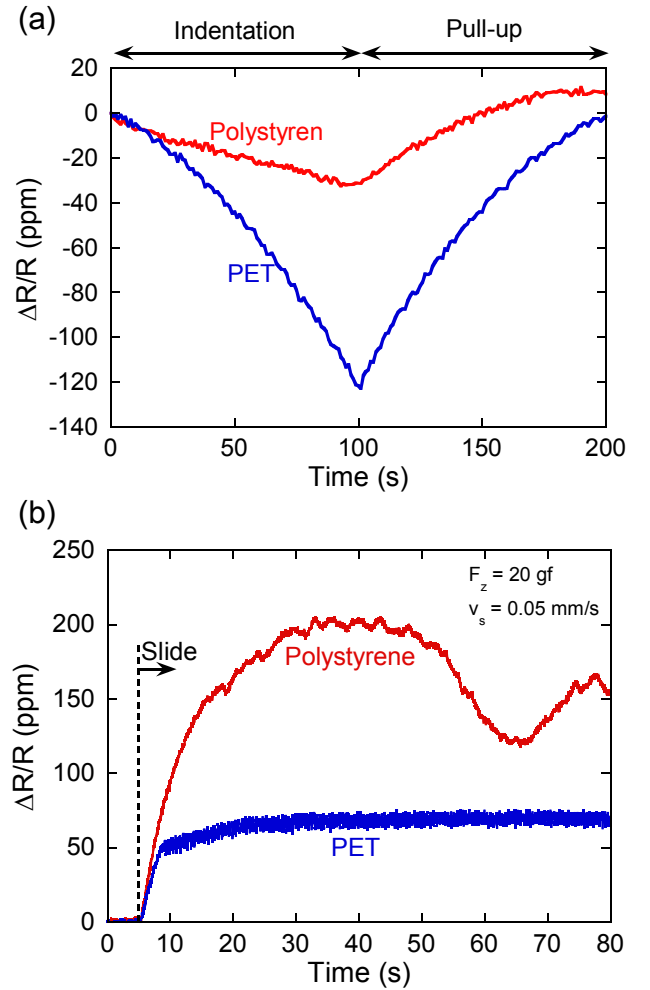 (a)
Indentation
Pull-up
20
0
-20
-40
-60
-80
-100
-120
-140
ΔR/R (ppm)
Polystyren
PET
0
50
100
150
200
Time (s)
(b)
250
200
150
100
50
0
ΔR/R (ppm)
F_z = 20 gf
v_s = 0.05 mm/s
Slide
Polystyrene
PET
0
10
20
30
40
50
60
70
80
Time (s)